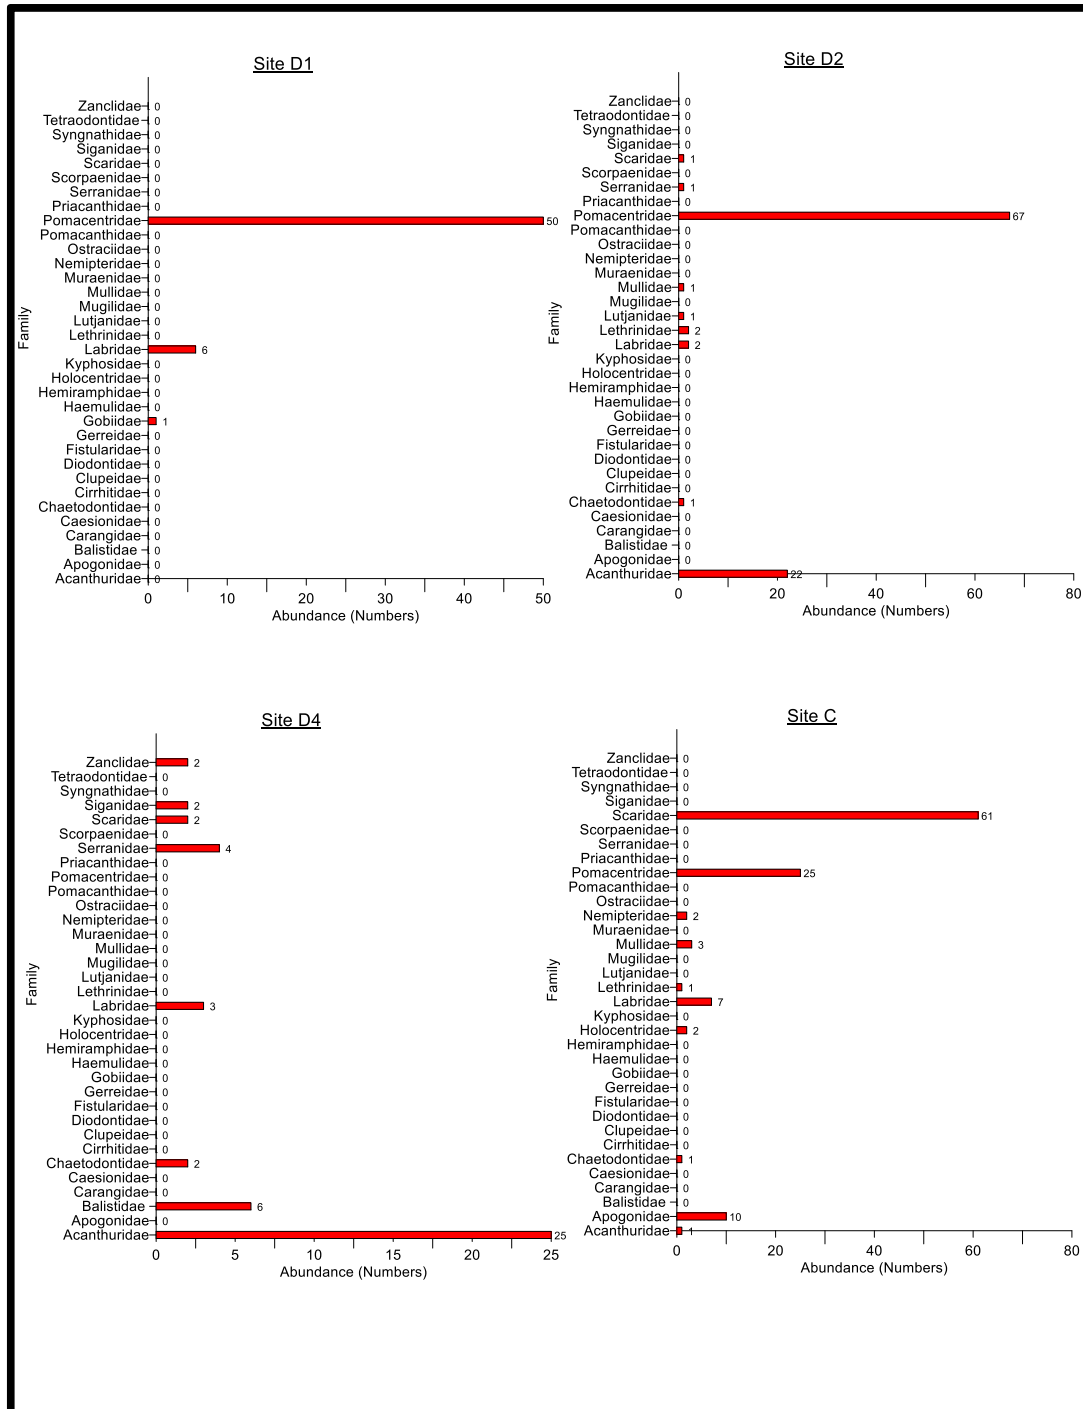 Site D1
Zanclidae 0
Tetraodontidae 0
Syngnathidae 0
Siganidae 0
Scaridae 0
Scorpaenidae 0
Serranidae 0
Priacanthidae 0
Pomacentridae 50
Pomacanthidae 0
Ostraciidae 0
Nemipteridae 0
Muraenidae 0
Mullidae 0
Mugilidae 0
Lutjanidae 0
Lethrinidae 0
Labridae 6
Kyphosidae 0
Holocentridae 0
Hemiramphidae 0
Haemulidae 0
Gobiidae 1
Gerreidae 0
Fistularidae 0
Diodontidae 0
Clupeidae 0
Cirrhitidae 0
Chaetodontidae 0
Caesionidae 0
Carangidae 0
Balistidae 0
Apogonidae 0
Acanthuridae 0
Family
0 10 20 30 40 50
Abundance (Numbers)
Site D2
Zanclidae 0
Tetraodontidae 0
Syngnathidae 0
Siganidae 0
Scaridae 1
Scorpaenidae 0
Serranidae 1
Priacanthidae 0
Pomacentridae 67
Pomacanthidae 0
Ostraciidae 0
Nemipteridae 0
Muraenidae 0
Mullidae 1
Mugilidae 0
Lutjanidae 1
Lethrinidae 2
Labridae 2
Kyphosidae 0
Holocentridae 0
Hemiramphidae 0
Haemulidae 0
Gobiidae 0
Gerreidae 0
Fistularidae 0
Diodontidae 0
Clupeidae 0
Cirrhitidae 0
Chaetodontidae 1
Caesionidae 0
Carangidae 0
Balistidae 0
Apogonidae 0
Acanthuridae 22
Family
0 20 40 60 80
Abundance (Numbers)
Site D4
Zanclidae 2
Tetraodontidae 0
Syngnathidae 0
Siganidae 2
Scaridae 2
Scorpaenidae 0
Serranidae 4
Priacanthidae 0
Pomacentridae 0
Pomacanthidae 0
Ostraciidae 0
Nemipteridae 0
Muraenidae 0
Mullidae 0
Mugilidae 0
Lutjanidae 0
Lethrinidae 0
Labridae 3
Kyphosidae 0
Holocentridae 0
Hemiramphidae 0
Haemulidae 0
Gobiidae 0
Gerreidae 0
Fistularidae 0
Diodontidae 0
Clupeidae 0
Cirrhitidae 0
Chaetodontidae 2
Caesionidae 0
Carangidae 0
Balistidae 6
Apogonidae 0
Acanthuridae 25
Family
0 5 10 15 20 25
Abundance (Numbers)
Site C
Zanclidae 0
Tetraodontidae 0
Syngnathidae 0
Siganidae 0
Scaridae 61
Scorpaenidae 0
Serranidae 0
Priacanthidae 0
Pomacentridae 25
Pomacanthidae 0
Ostraciidae 0
Nemipteridae 2
Muraenidae 0
Mullidae 3
Mugilidae 0
Lutjanidae 0
Lethrinidae 1
Labridae 7
Kyphosidae 0
Holocentridae 2
Hemiramphidae 0
Haemulidae 0
Gobiidae 0
Gerreidae 0
Fistularidae 0
Diodontidae 0
Clupeidae 0
Cirrhitidae 0
Chaetodontidae 1
Caesionidae 0
Carangidae 0
Balistidae 0
Apogonidae 10
Acanthuridae 1
Family
0 20 40 60 80
Abundance (Numbers)